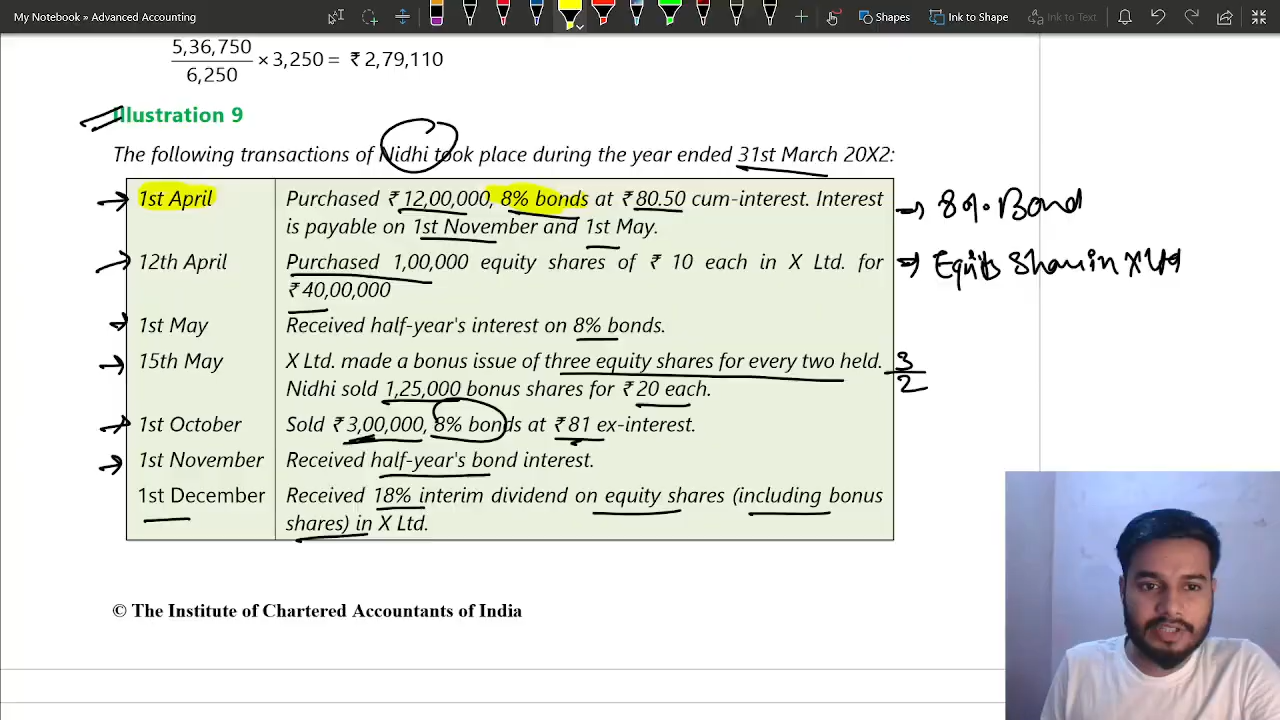 My Notebook » Advanced Accounting
Shapes
Ink to Shape
Ink to Text
5,36,750
6,250
× 3,250 = ₹ 2,79,110
Illustration 9
The following transactions of Nidhi took place during the year ended 31st March 20X2:
1st April
Purchased ₹ 12,00,000, 8% bonds at ₹ 80.50 cum-interest. Interest
is payable on 1st November and 1st May.
→ 8% Bond
12th April
Purchased 1,00,000 equity shares of ₹ 10 each in X Ltd. for
₹ 40,00,000
→ Equity Share in X Ltd
1st May
Received half-year's interest on 8% bonds.
15th May
X Ltd. made a bonus issue of three equity shares for every two held.
Nidhi sold 1,25,000 bonus shares for ₹ 20 each.
3
2
1st October
Sold ₹ 3,00,000, 8% bonds at ₹ 81 ex-interest.
1st November
Received half-year's bond interest.
1st December
Received 18% interim dividend on equity shares (including bonus
shares) in X Ltd.
© The Institute of Chartered Accountants of India